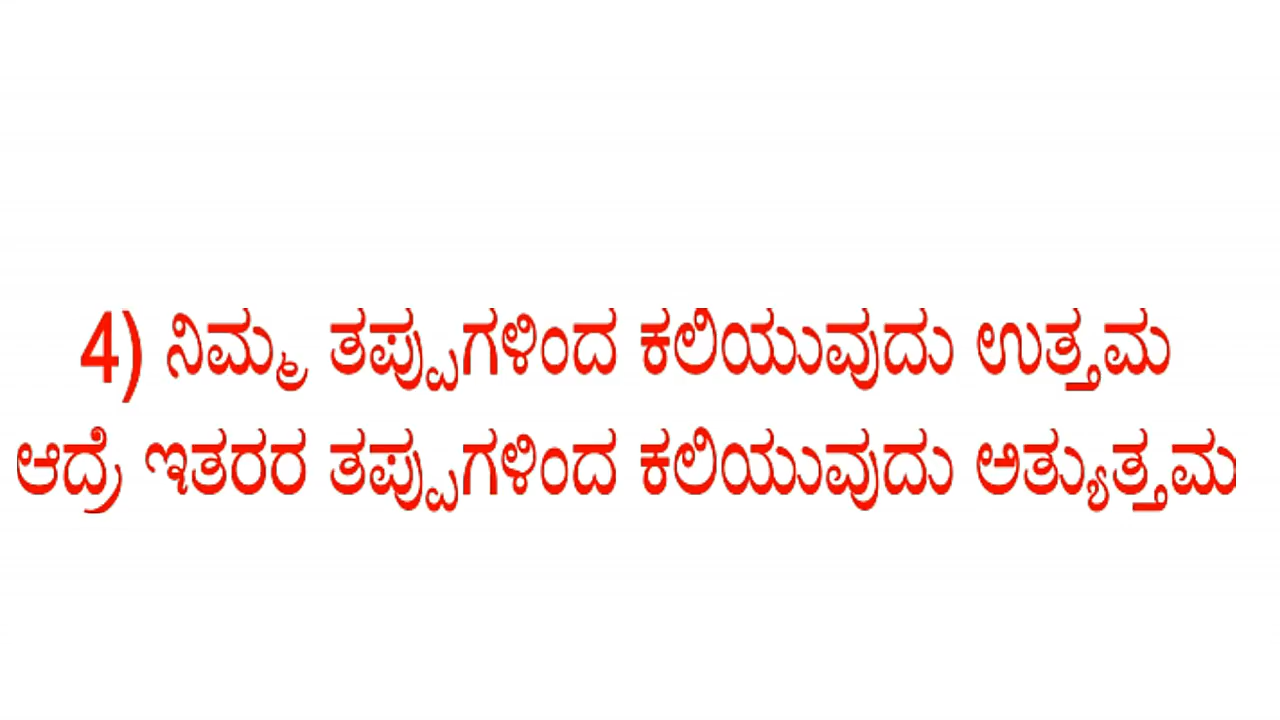 4) ನಿಮ್ಮ ತಪ್ಪುಗಳಿಂದ ಕಲಿಯುವುದು ಉತ್ತಮ
ಆದ್ರೆ ಇತರರ ತಪ್ಪುಗಳಿಂದ ಕಲಿಯುವುದು ಅತ್ಯುತ್ತಮ